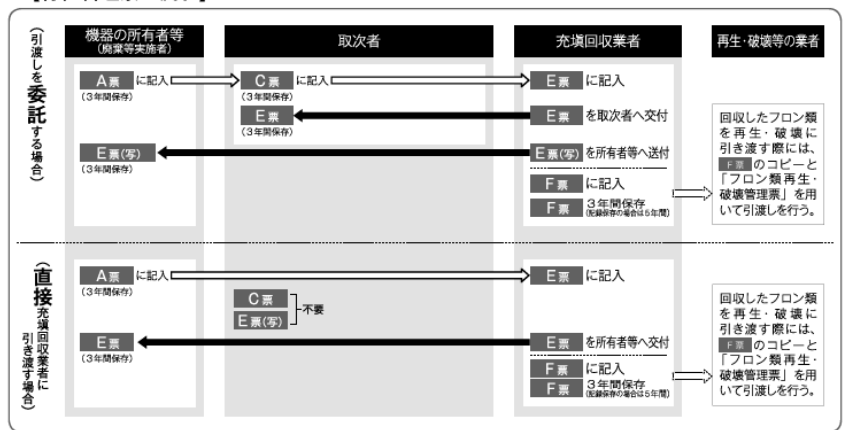 機器の所有者等
(廃棄等実施者)
取次者
充塡回収業者
再生・破壊等の業者
(引渡しを委託する場合)
A票 に記入
(3年間保存)
C票 に記入
(3年間保存)
E票 に記入
E票
(3年間保存)
E票 を取次者へ交付
E票(写)
(3年間保存)
E票(写) を所有者等へ送付
F票 に記入
F票 3年間保存
(記録保存の場合は5年間)
回収したフロン類
を再生・破壊に
引き渡す際には、
F票 のコピーと
「フロン類再生・
破壊管理票」を用
いて引渡しを行う。
(直接充塡回収業者に
引き渡す場合)
A票 に記入
(3年間保存)
E票 に記入
C票
E票(写)
不要
E票
(3年間保存)
E票 を所有者等へ交付
F票 に記入
F票 3年間保存
(記録保存の場合は5年間)
回収したフロン類
を再生・破壊に
引き渡す際には、
F票 のコピーと
「フロン類再生・
破壊管理票」を用
いて引渡しを行う。